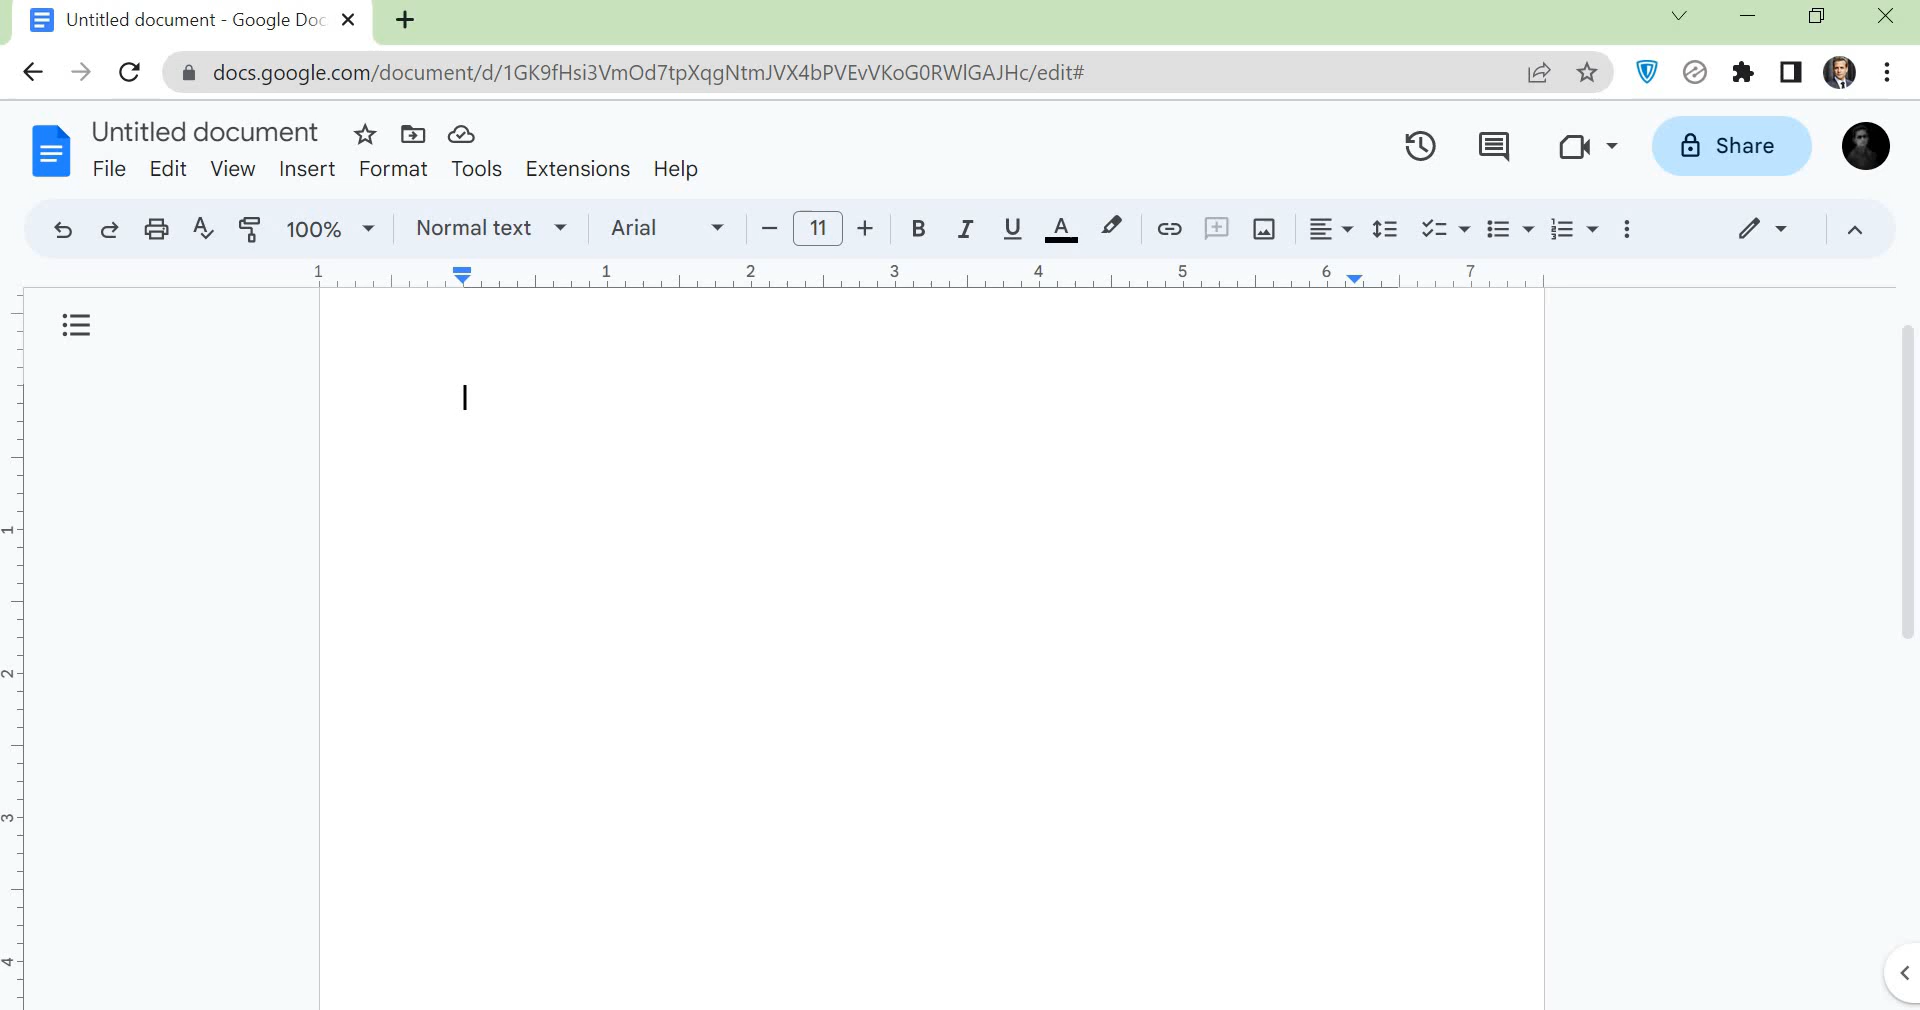 Untitled document - Google Doc
docs.google.com/document/d/1GK9fHsi3VmOd7tpXqgNtmJVX4bPVEvVKoG0RWlGAJHc/edit#
Untitled document
File Edit View Insert Format Tools Extensions Help
Share
100% Normal text Arial 11 B I U A
1 1 2 3 4 5 6 7
1
2
3
4